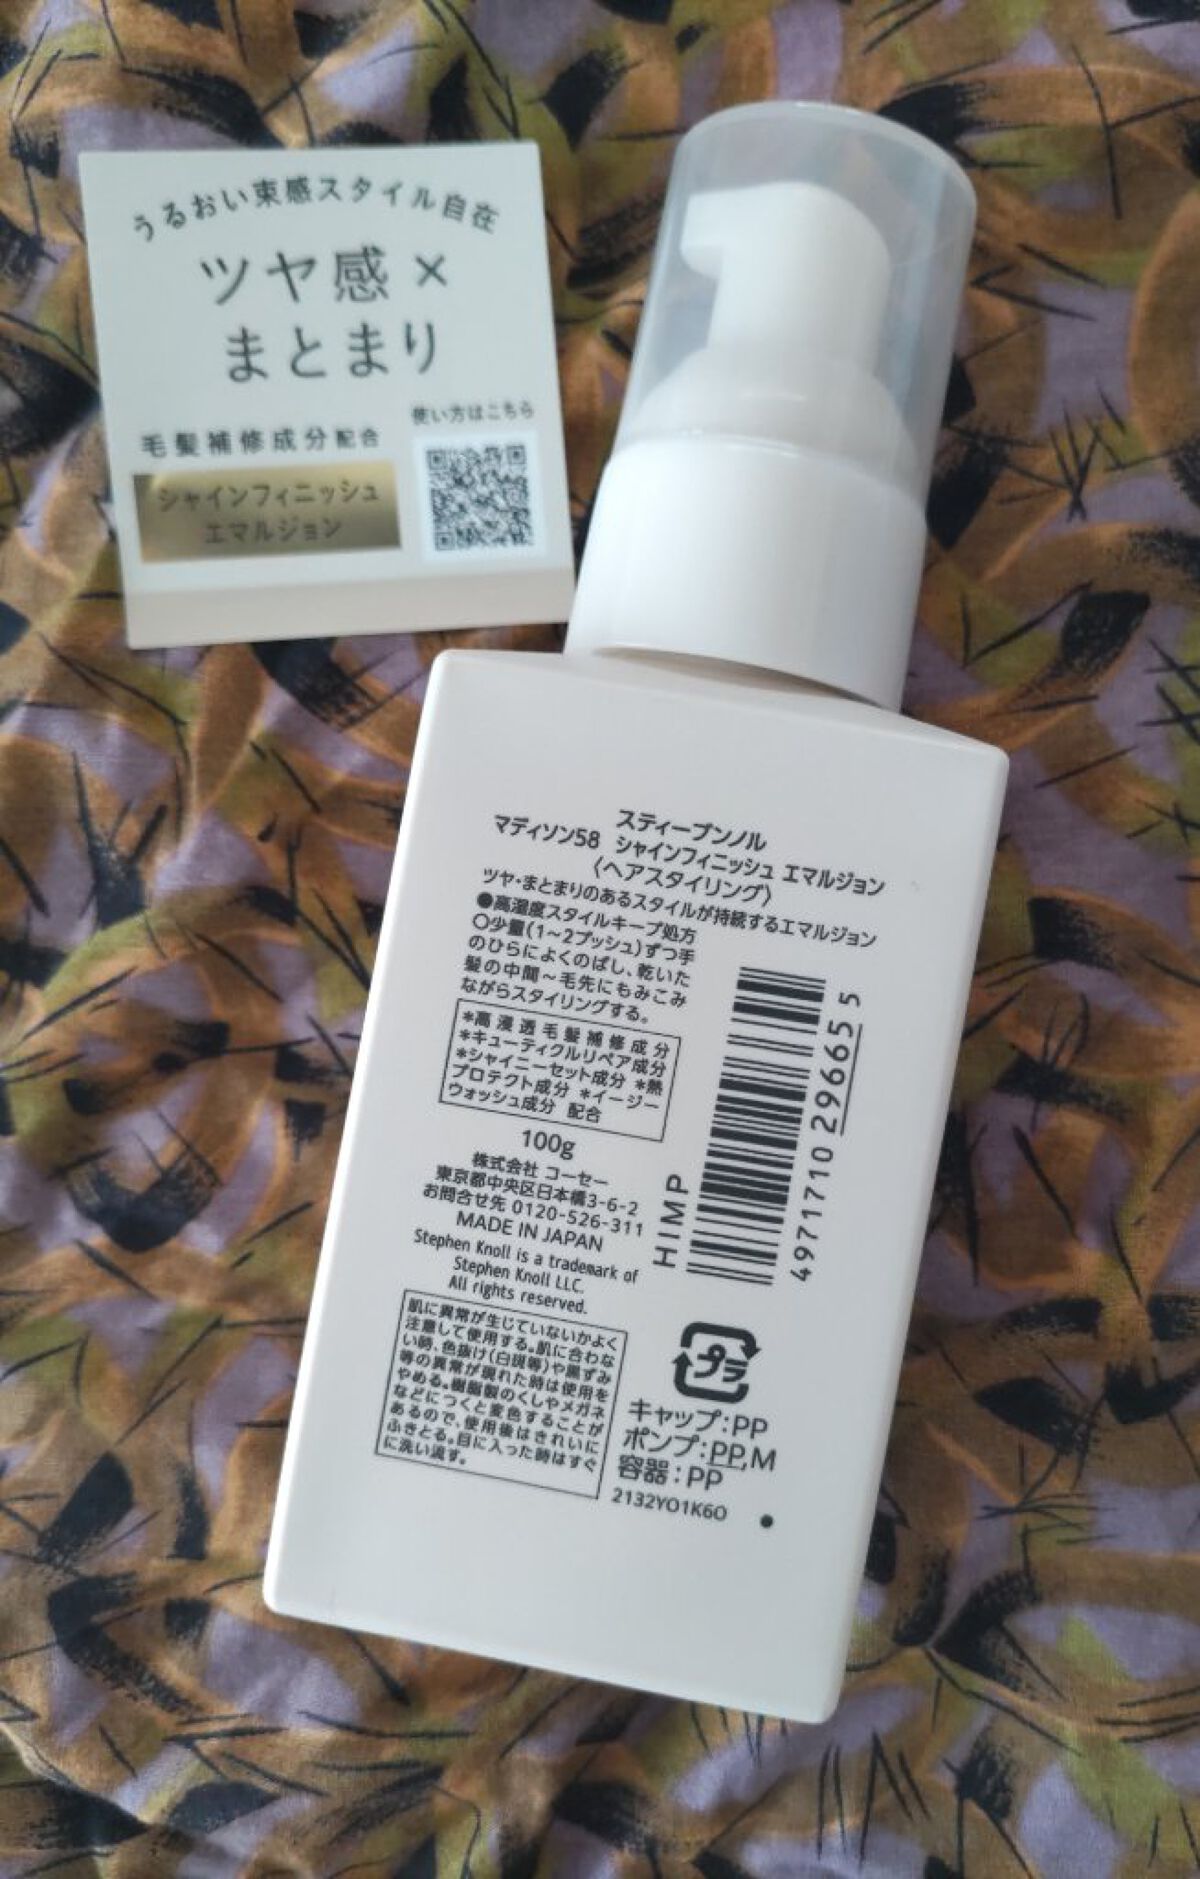 うるおい束感スタイル自在
ツヤ感×
まとまり
毛髪補修成分配合
使い方はこちら
シャインフィニッシュ
エマルジョン
スティーブンノル
マディソン58 シャインフィニッシュ エマルジョン
〈ヘアスタイリング〉
ツヤ・まとまりのあるスタイルが持続するエマルジョン
●高湿度スタイルキープ処方
○少量(1~2プッシュ)ずつ手
のひらによくのばし、乾いた
髪の中間~毛先にもみこみ
ながらスタイリングする。
*高浸透毛髪補修成分
*キューティクルリペア成分
*シャイニーセット成分 *熱
プロテクト成分 *イージー
ウォッシュ成分 配合
100g
株式会社 コーセー
東京都中央区日本橋3-6-2
お問合せ先 0120-526-311
MADE IN JAPAN
Stephen Knoll is a trademark of
Stephen Knoll LLC.
All rights reserved.
肌に異常が生じていないかよく
注意して使用する。肌に合わな
い時、色抜け(白斑等)や黒ずみ
等の異常が現れた時は使用を
やめる。樹脂製のくしやメガネ
などにつくと変色することが
あるので、使用後はきれいに
ふきとる。目に入った時はすぐ
に洗い流す。
HIMP
4971710 296655
プラ
キャップ:PP
ポンプ:PP,M
容器:PP
2132YO1K6O